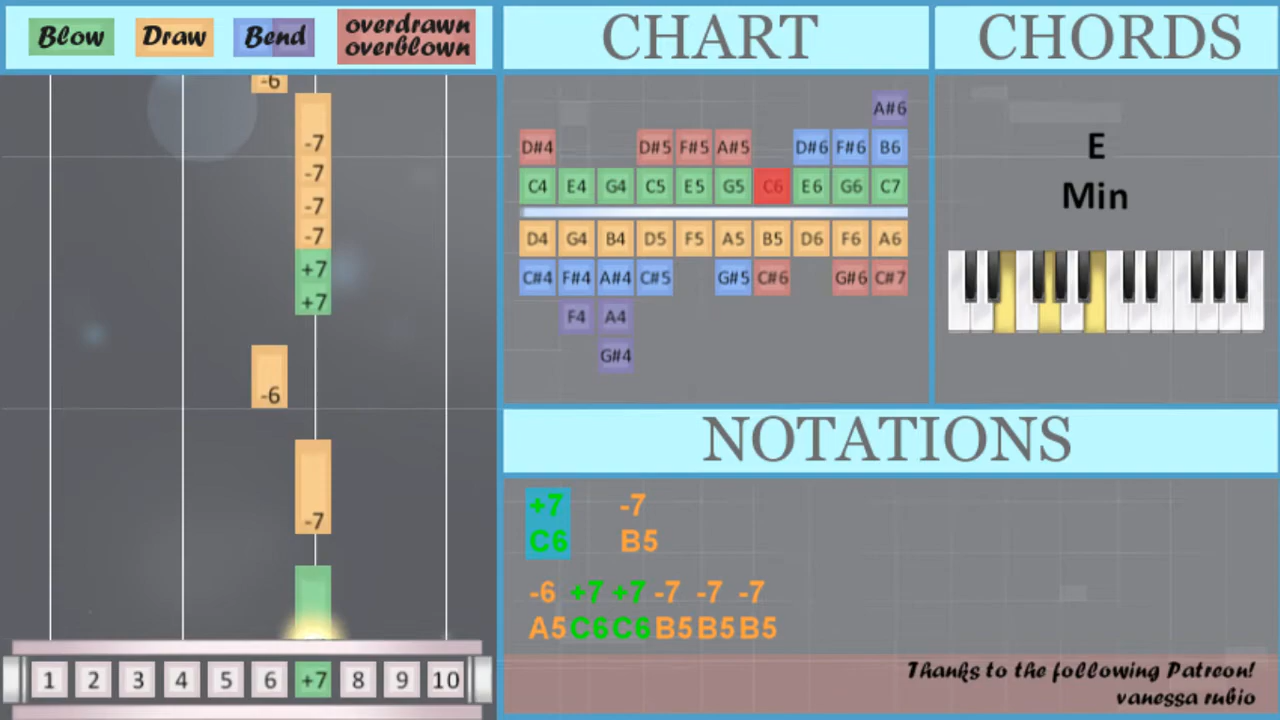 Blow Draw Bend overdrawn
overblown
CHART
CHORDS
-6
-7
-7
-7
-7
+7
+7
-6
-7
1 2 3 4 5 6 +7 8 9 10
A#6
D#4 D#5 F#5 A#5 D#6 F#6 B6
C4 E4 G4 C5 E5 G5 C6 E6 G6 C7
D4 G4 B4 D5 F5 A5 B5 D6 F6 A6
C#4 F#4 A#4 C#5 G#5 C#6 G#6 C#7
F4 A4
G#4
E
Min
NOTATIONS
+7 -7
C6 B5
-6 +7 +7 -7 -7 -7
A5 C6 C6 B5 B5 B5
Thanks to the following Patreon!
vanessa rubio